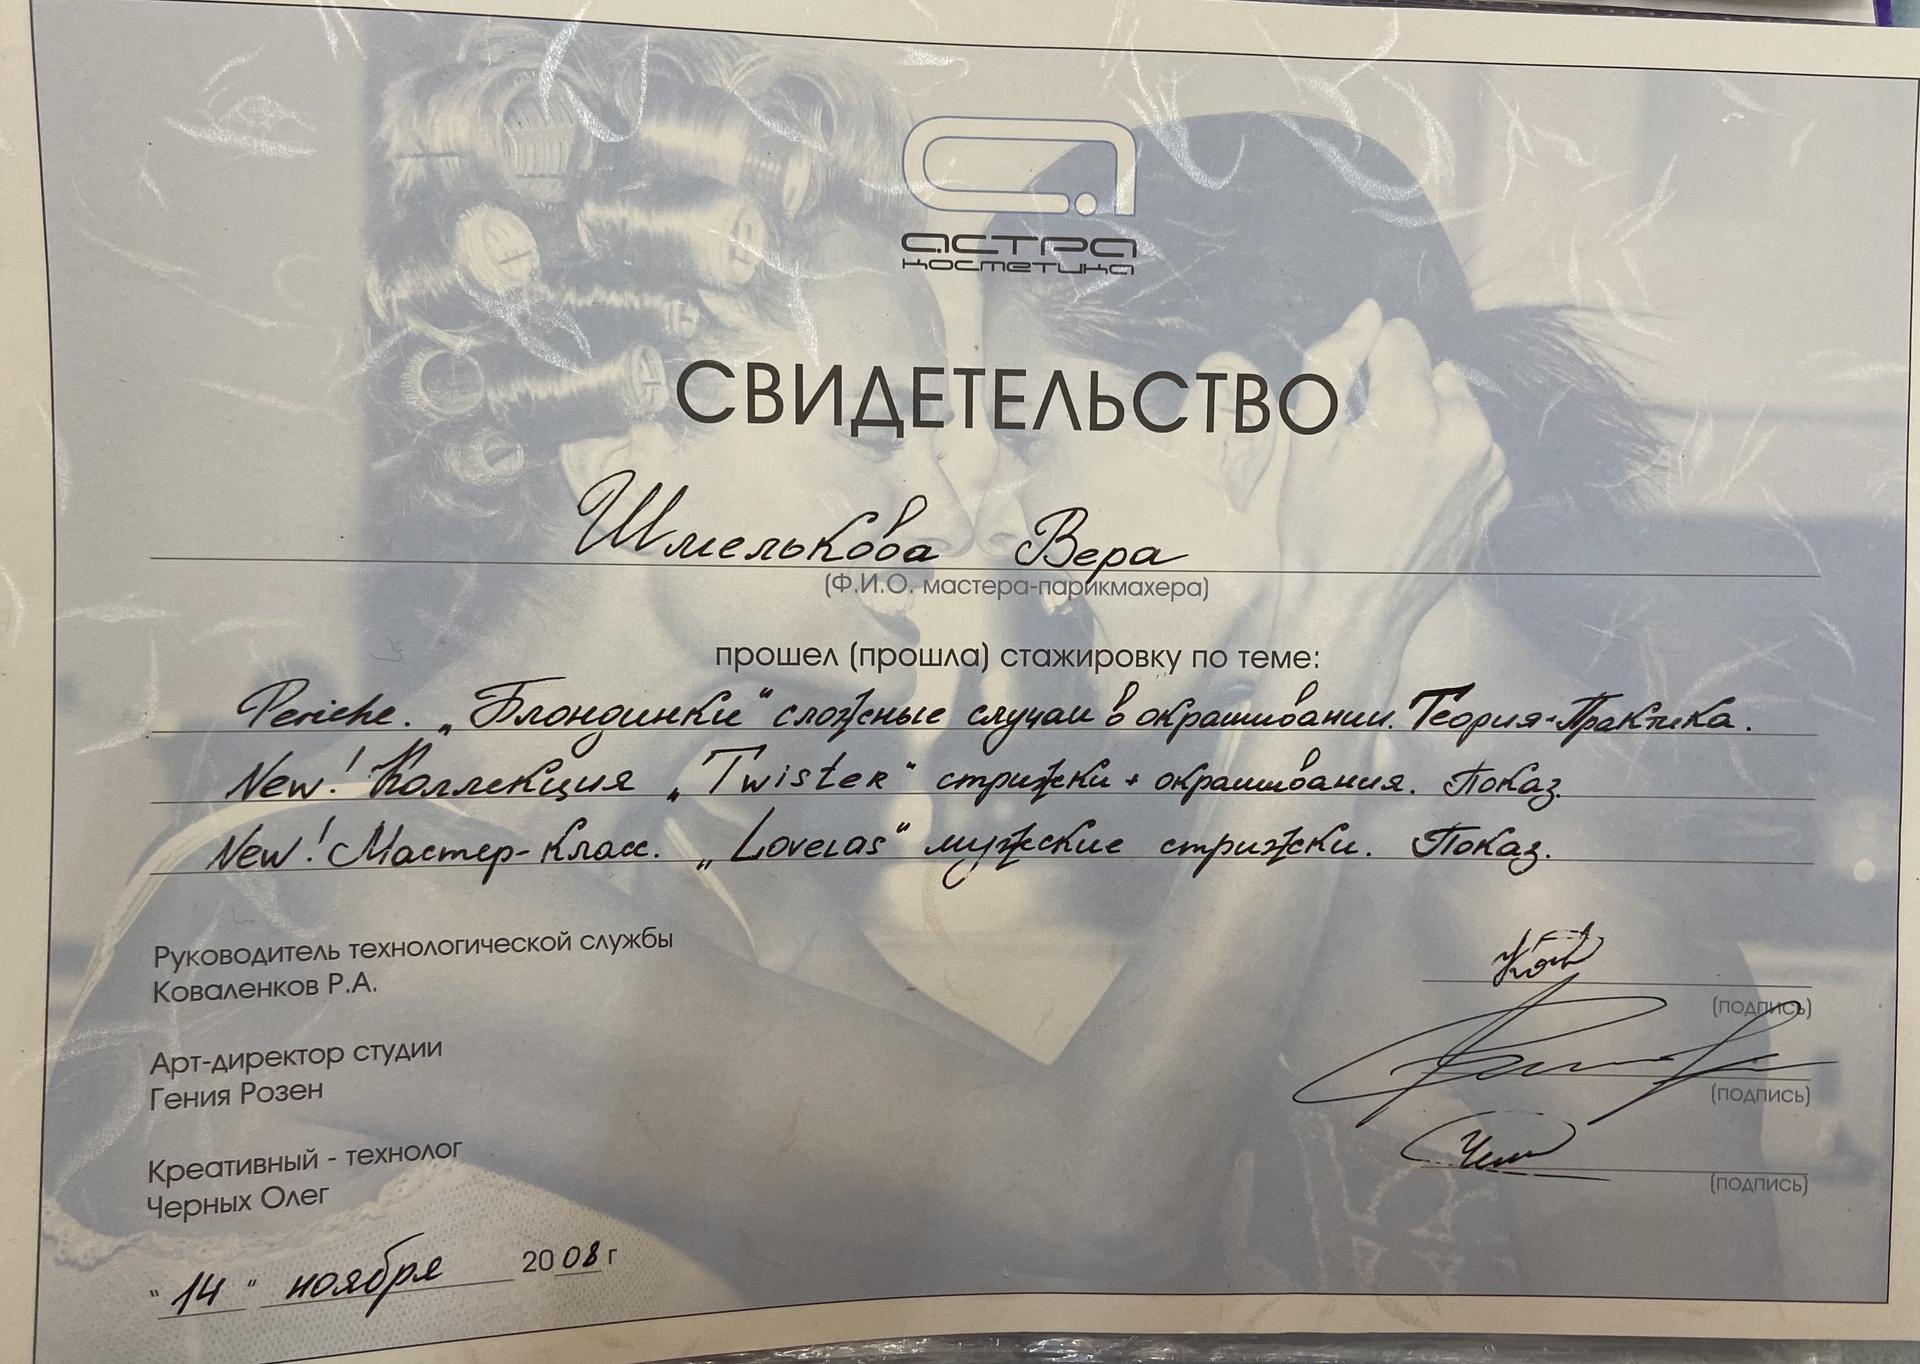 астра
косметика
СВИДЕТЕЛЬСТВО
Шмелькова Вера
(Ф.И.О. мастера-парикмахера)
прошел (прошла) стажировку по теме:
Periche. „Блондинки“ сложные случаи в окрашивании. Теория-Практика.
New! Коллекция „Twister“ стрижки + окрашивания. Показ.
New! Мастер-класс. „Lovelas“ мужские стрижки. Показ.
Руководитель технологической службы
Коваленков Р.А.
(подпись)
Арт-директор студии
Гения Розен
(подпись)
Креативный - технолог
Черных Олег
(подпись)
"14" ноября 2008 г